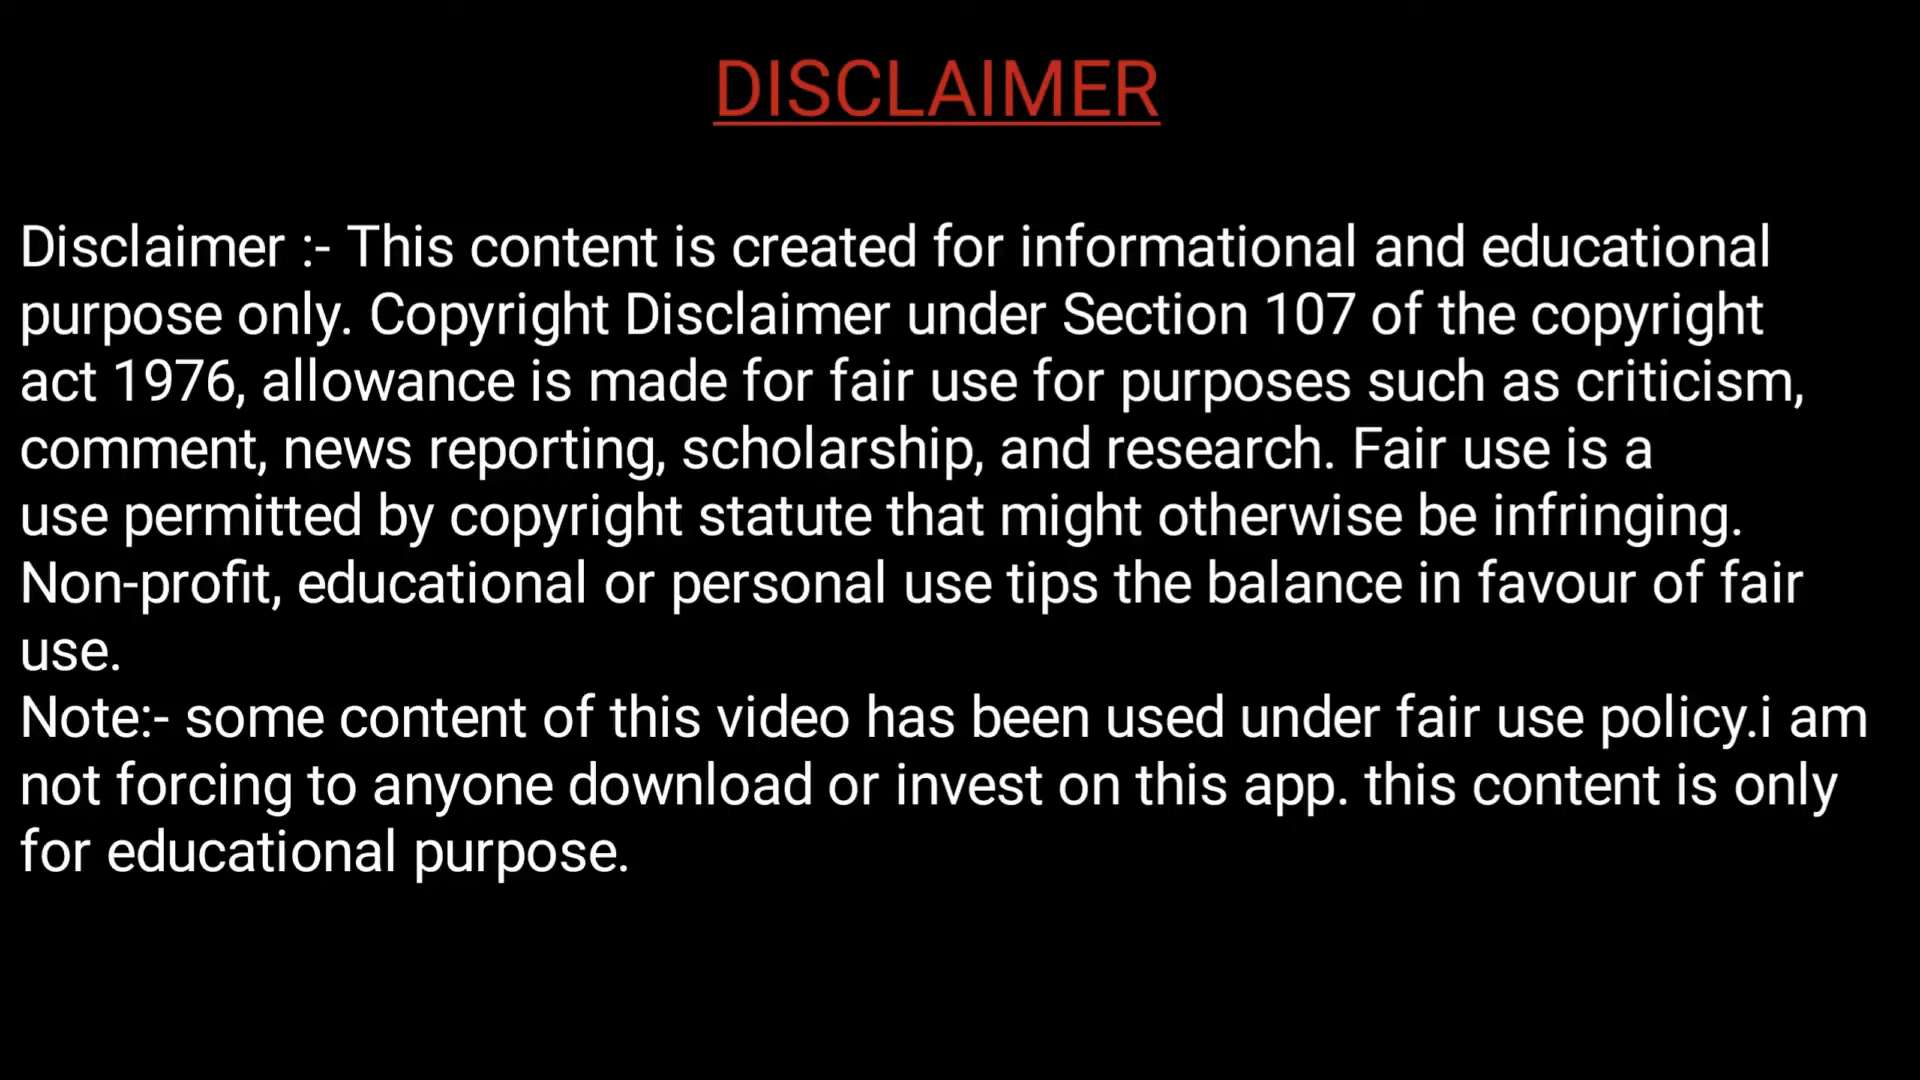 DISCLAIMER
Disclaimer :- This content is created for informational and educational
purpose only. Copyright Disclaimer under Section 107 of the copyright
act 1976, allowance is made for fair use for purposes such as criticism,
comment, news reporting, scholarship, and research. Fair use is a
use permitted by copyright statute that might otherwise be infringing.
Non-profit, educational or personal use tips the balance in favour of fair
use.
Note:- some content of this video has been used under fair use policy.i am
not forcing to anyone download or invest on this app. this content is only
for educational purpose.